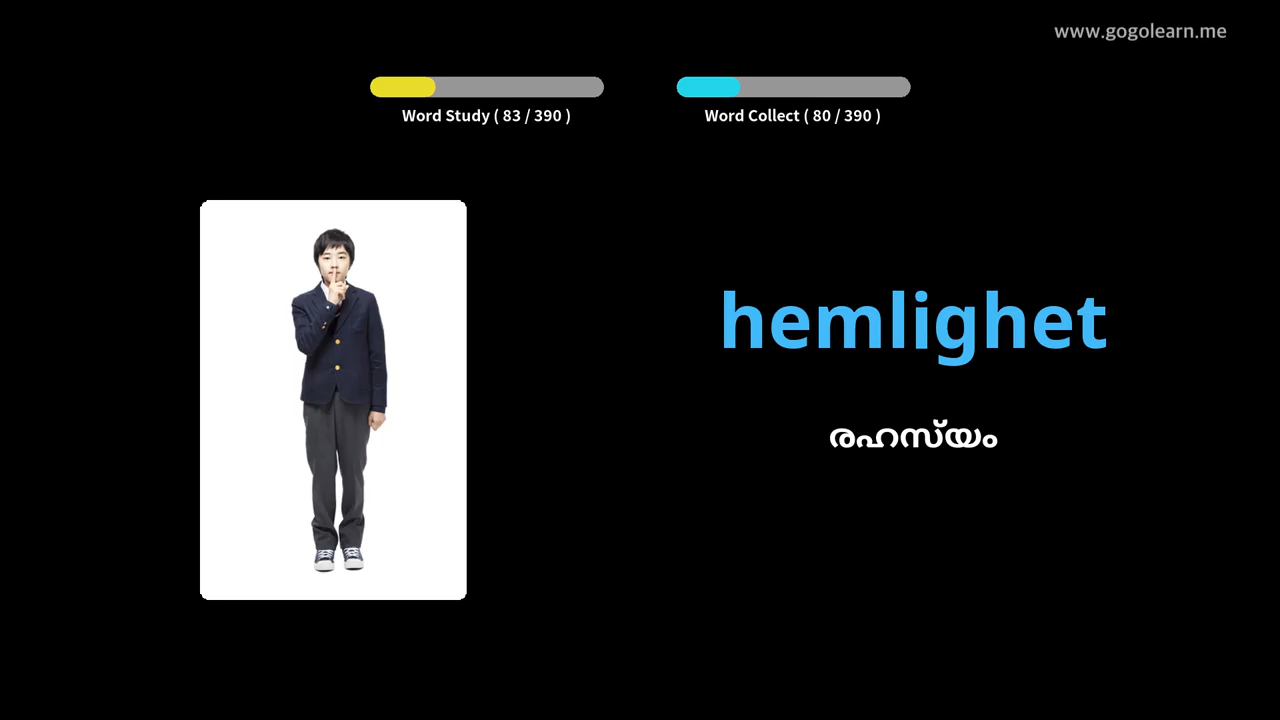 www.gogolearn.me
Word Study ( 83 / 390 )
Word Collect ( 80 / 390 )
hemlighet
രഹസ്യം